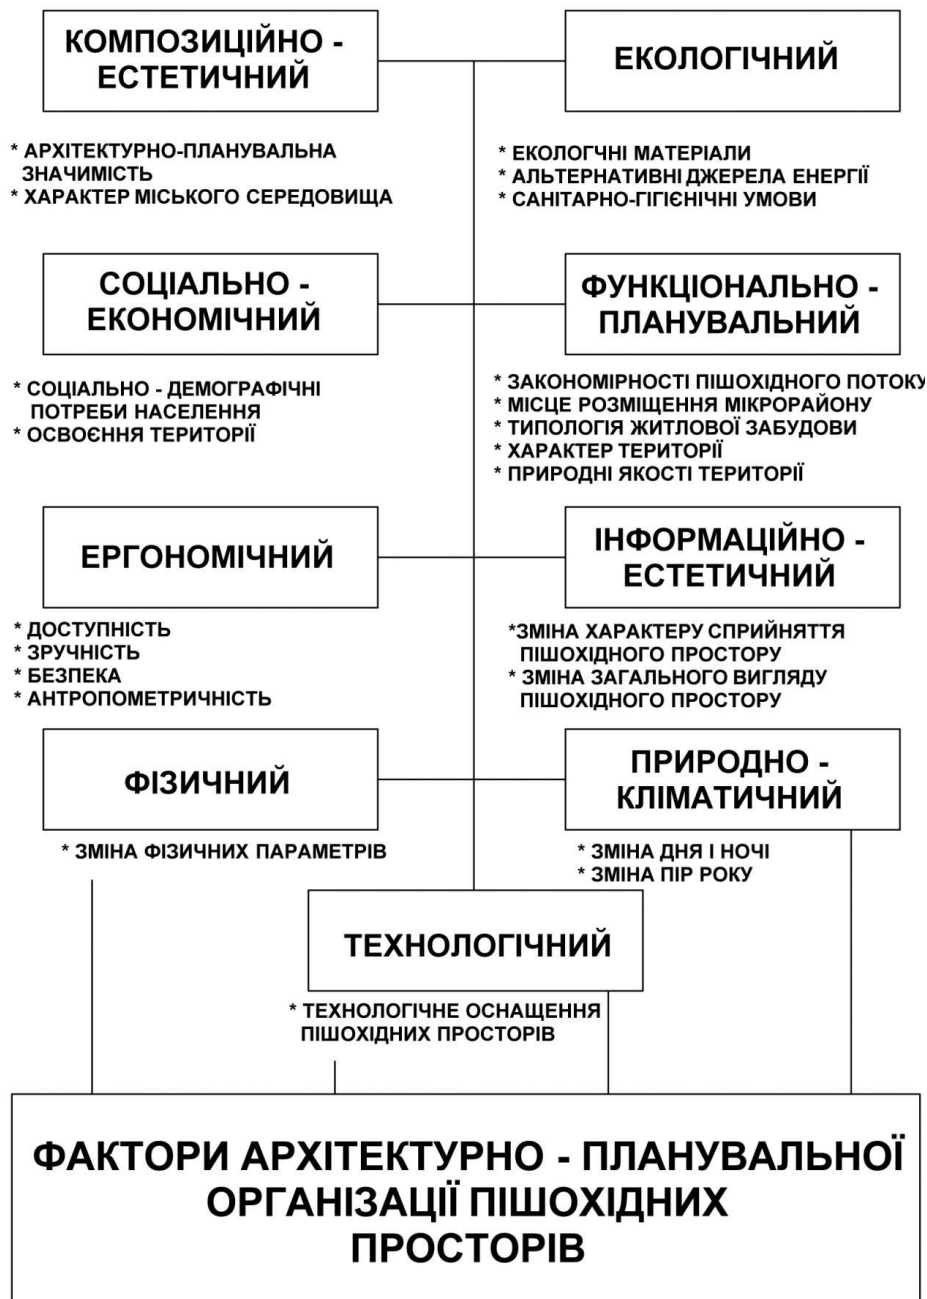 КОМПОЗИЦІЙНО -
ЕСТЕТИЧНИЙ
* АРХІТЕКТУРНО-ПЛАНУВАЛЬНА
ЗНАЧИМІСТЬ
* ХАРАКТЕР МІСЬКОГО СЕРЕДОВИЩА
ЕКОЛОГІЧНИЙ
* ЕКОЛОГЧНІ МАТЕРІАЛИ
* АЛЬТЕРНАТИВНІ ДЖЕРЕЛА ЕНЕРГІЇ
* САНІТАРНО-ГІГІЄНІЧНІ УМОВИ
СОЦІАЛЬНО -
ЕКОНОМІЧНИЙ
* СОЦІАЛЬНО - ДЕМОГРАФІЧНІ
ПОТРЕБИ НАСЕЛЕННЯ
* ОСВОЄННЯ ТЕРИТОРІЇ
ФУНКЦІОНАЛЬНО -
ПЛАНУВАЛЬНИЙ
* ЗАКОНОМІРНОСТІ ПІШОХІДНОГО ПОТОКУ
* МІСЦЕ РОЗМІЩЕННЯ МІКРОРАЙОНУ
* ТИПОЛОГІЯ ЖИТЛОВОЇ ЗАБУДОВИ
* ХАРАКТЕР ТЕРИТОРІЇ
* ПРИРОДНІ ЯКОСТІ ТЕРИТОРІЇ
ЕРГОНОМІЧНИЙ
* ДОСТУПНІСТЬ
* ЗРУЧНІСТЬ
* БЕЗПЕКА
* АНТРОПОМЕТРИЧНІСТЬ
ІНФОРМАЦІЙНО -
ЕСТЕТИЧНИЙ
*ЗМІНА ХАРАКТЕРУ СПРИЙНЯТТЯ
ПІШОХІДНОГО ПРОСТОРУ
* ЗМІНА ЗАГАЛЬНОГО ВИГЛЯДУ
ПІШОХІДНОГО ПРОСТОРУ
ФІЗИЧНИЙ
* ЗМІНА ФІЗИЧНИХ ПАРАМЕТРІВ
ПРИРОДНО -
КЛІМАТИЧНИЙ
* ЗМІНА ДНЯ І НОЧІ
* ЗМІНА ПІР РОКУ
ТЕХНОЛОГІЧНИЙ
* ТЕХНОЛОГІЧНЕ ОСНАЩЕННЯ
ПІШОХІДНИХ ПРОСТОРІВ
ФАКТОРИ АРХІТЕКТУРНО - ПЛАНУВАЛЬНОЇ
ОРГАНІЗАЦІЇ ПІШОХІДНИХ
ПРОСТОРІВ